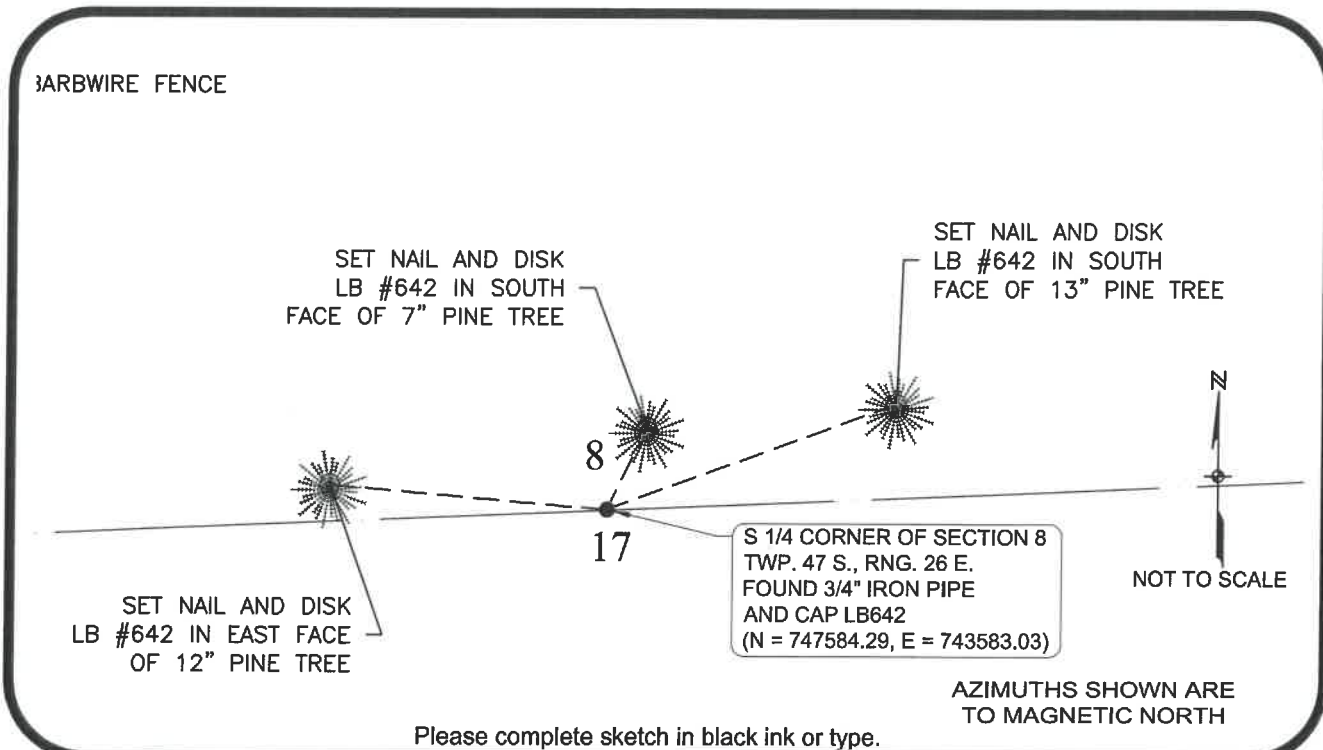 BARBWIRE FENCE
SET NAIL AND DISK
LB #642 IN SOUTH
FACE OF 7" PINE TREE
SET NAIL AND DISK
LB #642 IN SOUTH
FACE OF 13" PINE TREE
N
8
17
S 1/4 CORNER OF SECTION 8
TWP. 47 S., RNG. 26 E.
FOUND 3/4" IRON PIPE
AND CAP LB642
(N = 747584.29, E = 743583.03)
NOT TO SCALE
SET NAIL AND DISK
LB #642 IN EAST FACE
OF 12" PINE TREE
AZIMUTHS SHOWN ARE
TO MAGNETIC NORTH
Please complete sketch in black ink or type.